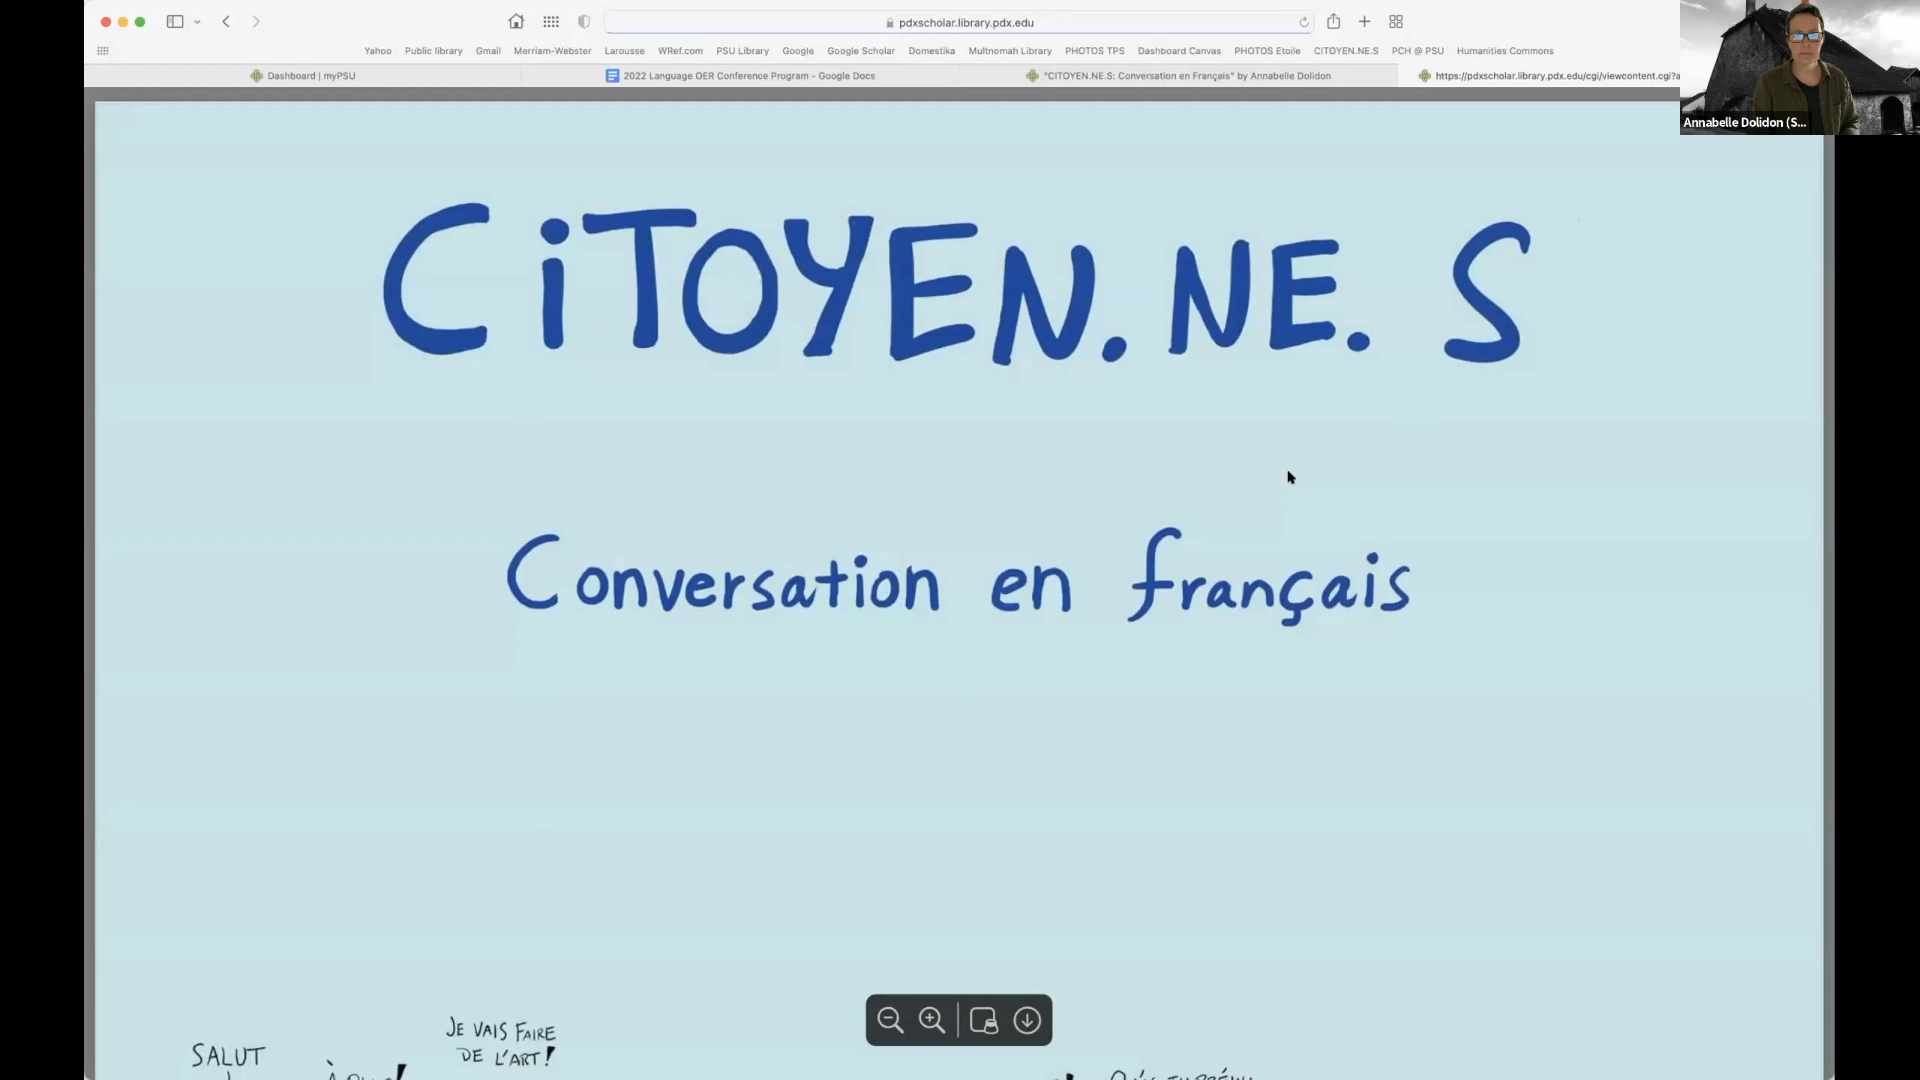 pdxscholar.library.pdx.edu
Yahoo Public library Gmail Merriam-Webster Larousse WRef.com PSU Library Google Google Scholar Domestika Multnomah Library PHOTOS TPS Dashboard Canvas PHOTOS Etoile CiTOYEN.NE.S PCH @ PSU Humanities Commons
Dashboard | myPSU
2022 Language OER Conference Program - Google Docs
"CITOYEN.NE.S: Conversation en Français" by Annabelle Dolidon
https://pdxscholar.library.pdx.edu/cgi/viewcontent.cgi?a
Annabelle Dolidon (S...
CiTOYEN.NE.S
Conversation en français
JE VAIS FAIRE
DE L'ART!
SALUT